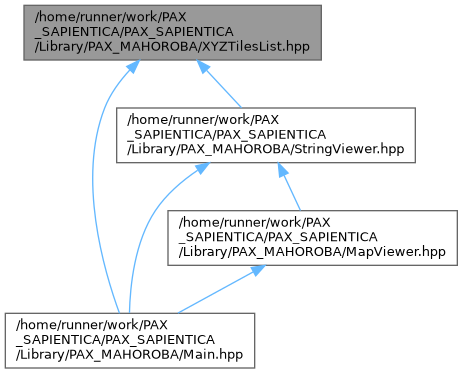 /home/runner/work/PAX
_SAPIENTICA/PAX_SAPIENTICA
/Library/PAX_MAHOROBA/XYZTilesList.hpp
/home/runner/work/PAX
_SAPIENTICA/PAX_SAPIENTICA
/Library/PAX_MAHOROBA/StringViewer.hpp
/home/runner/work/PAX
_SAPIENTICA/PAX_SAPIENTICA
/Library/PAX_MAHOROBA/MapViewer.hpp
/home/runner/work/PAX
_SAPIENTICA/PAX_SAPIENTICA
/Library/PAX_MAHOROBA/Main.hpp